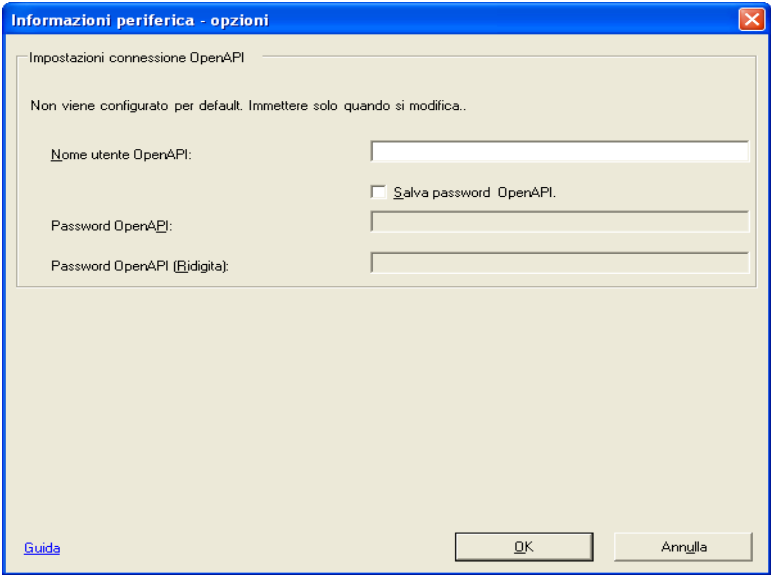 Informazioni periferica - opzioni
Impostazioni connessione OpenAPI
Non viene configurato per default. Immettere solo quando si modifica..
Nome utente OpenAPI:
Salva password OpenAPI.
Password OpenAPI:
Password OpenAPI (Ridigita):
Guida
OK
Annulla